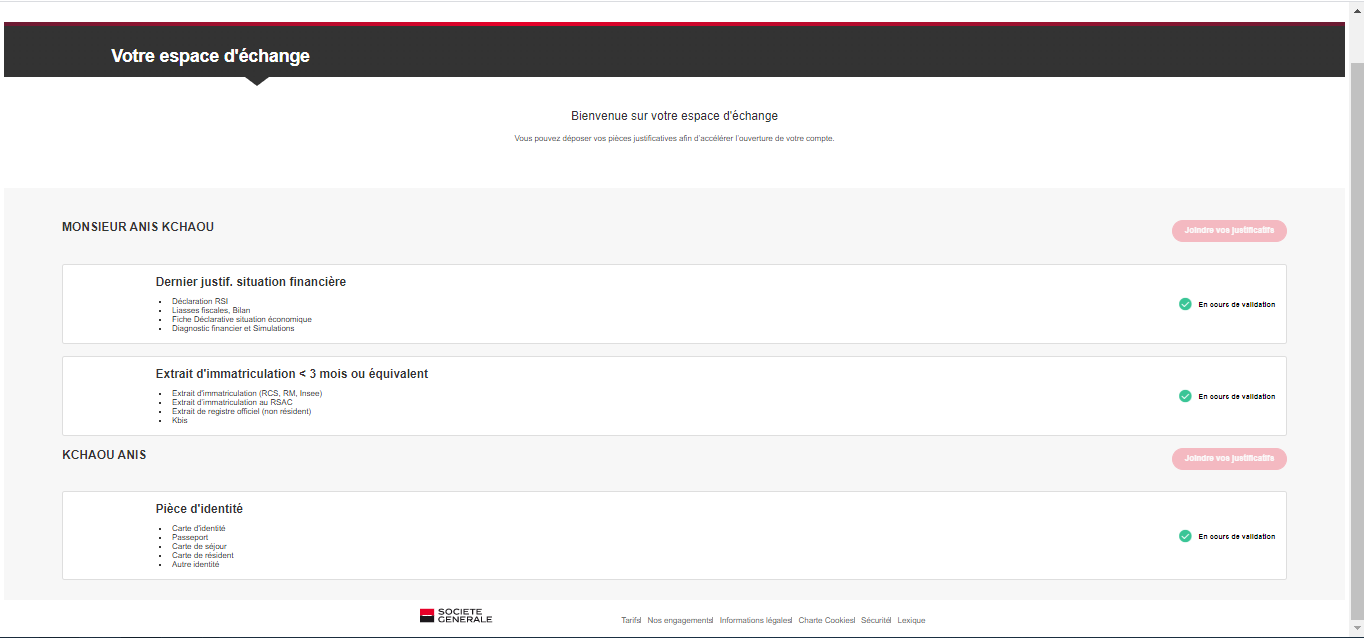 Votre espace d'échange
Bienvenue sur votre espace d'échange
Vous pouvez déposer vos pièces justificatives afin d'accélérer l'ouverture de votre compte.
MONSIEUR ANIS KCHAOU
Joindre vos justificatifs
Dernier justif. situation financière
Déclaration RSI
Liasses fiscales, Bilan
Fiche Déclarative situation économique
Diagnostic financier et Simulations
En cours de validation
Extrait d'immatriculation < 3 mois ou équivalent
Extrait d'immatriculation (RCS, RM, Insee)
Extrait d'immatriculation au RSAC
Extrait de registre officiel (non résident)
Kbis
En cours de validation
KCHAOU ANIS
Joindre vos justificatifs
Pièce d'identité
Carte d'identité
Passeport
Carte de séjour
Carte de résident
Autre identité
En cours de validation
SOCIETE
GENERALE
Tarifs| Nos engagements| Informations légales| Charte Cookies| Sécurité| Lexique